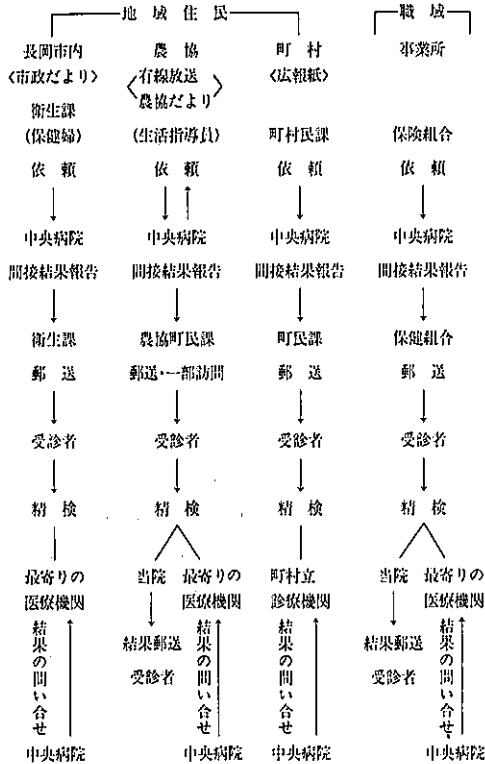 地域住民
職域
長岡市内 農協 町村 事業所
〈市政だより〉 有線放送 〈広報紙〉
農協だより
衛生課
(保健婦) (生活指導員) 町村民課 保険組合
依頼 依頼 依頼 依頼
中央病院 中央病院 中央病院 中央病院
間接結果報告 間接結果報告 間接結果報告 間接結果報告
衛生課 農協町民課 町民課 保健組合
郵送 郵送・一部訪問 郵送 郵送
受診者 受診者 受診者 受診者
精検 精検 精検 精検
最寄りの 当院 最寄りの 町村立 当院 最寄りの
医療機関 医療機関 診療機関 医療機関
結果の問い合せ 結果郵送 結果の問い合せ 結果の問い合せ 結果郵送 結果の問い合せ
受診者 受診者
中央病院 中央病院 中央病院 中央病院